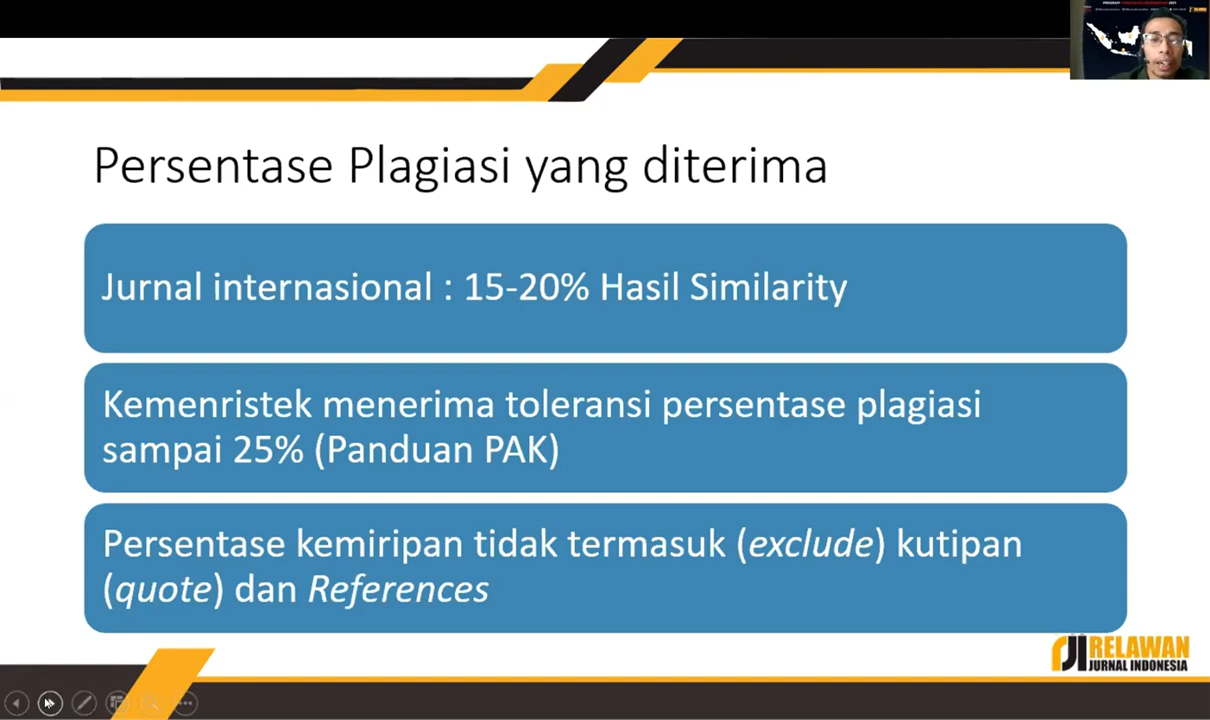 Persentase Plagiasi yang diterima
Jurnal internasional : 15-20% Hasil Similarity
Kemenristek menerima toleransi persentase plagiasi
sampai 25% (Panduan PAK)
Persentase kemiripan tidak termasuk (exclude) kutipan
(quote) dan References
RJI RELAWAN
JURNAL INDONESIA